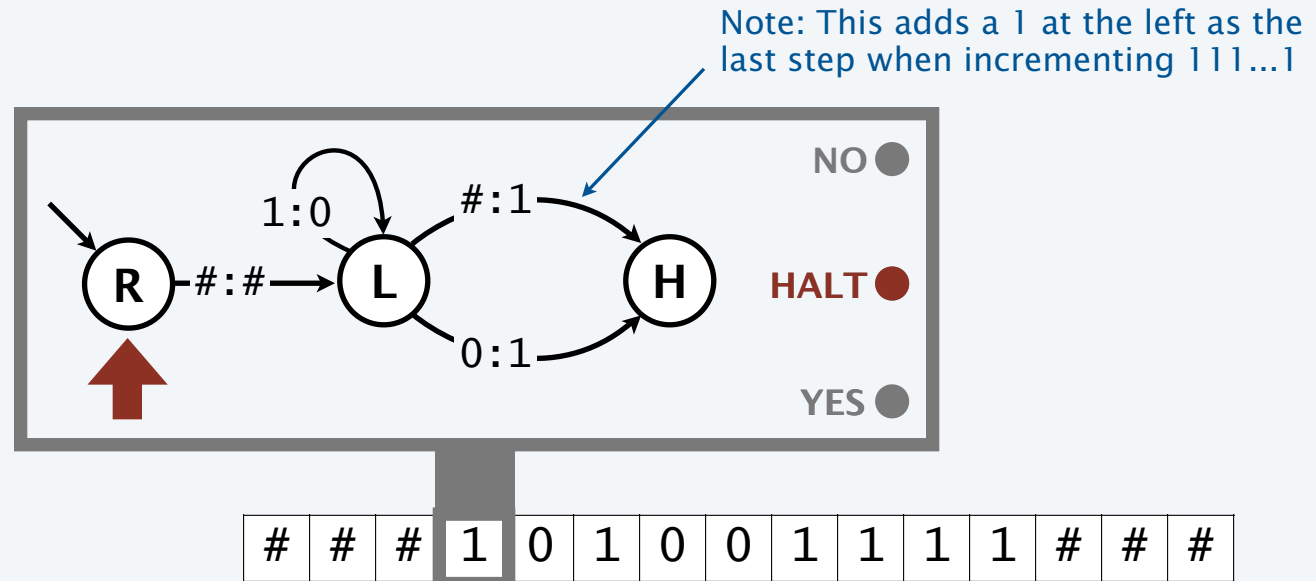 Note: This adds a 1 at the left as the
last step when incrementing 111...1
NO
1:0
#:1
R
#:#
L
H
HALT
0:1
YES
# # # 1 0 1 0 0 1 1 1 1 # # #